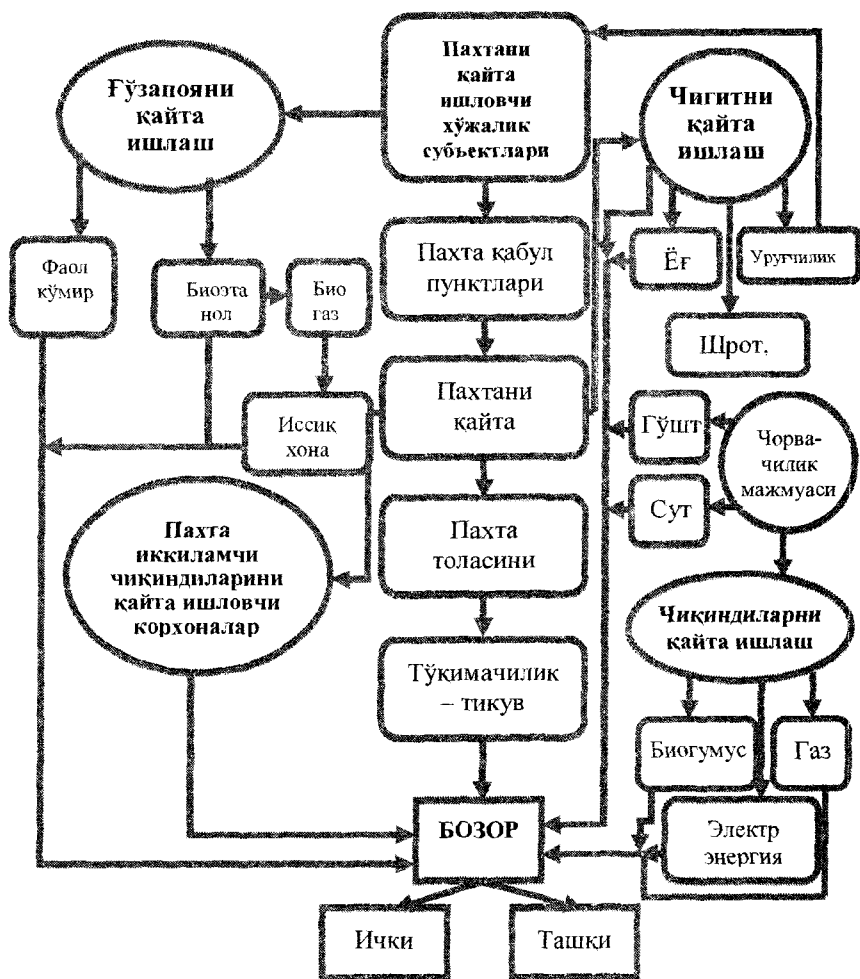 Пахтани
қайта
ишловчи
хўжалик
субъектлари
Ғўзапояни
қайта
ишлаш
Чигитни
қайта
ишлаш
Фаол
кўмир
Биоэта
нол
Био
газ
Пахта қабул
пунктлари
Ёғ
Уруғчилик
Шрот,
Иссиқ
хона
Пахтани
қайта
Гўшт
Сут
Чорва-
чилик
мажмуаси
Пахта
иккиламчи
чиқиндиларини
қайта ишловчи
корхоналар
Пахта
толасини
Чиқиндиларни
қайта ишлаш
Тўқимачилик
– тикув
Биогумус
Газ
БОЗОР
Электр
энергия
Ички
Ташқи